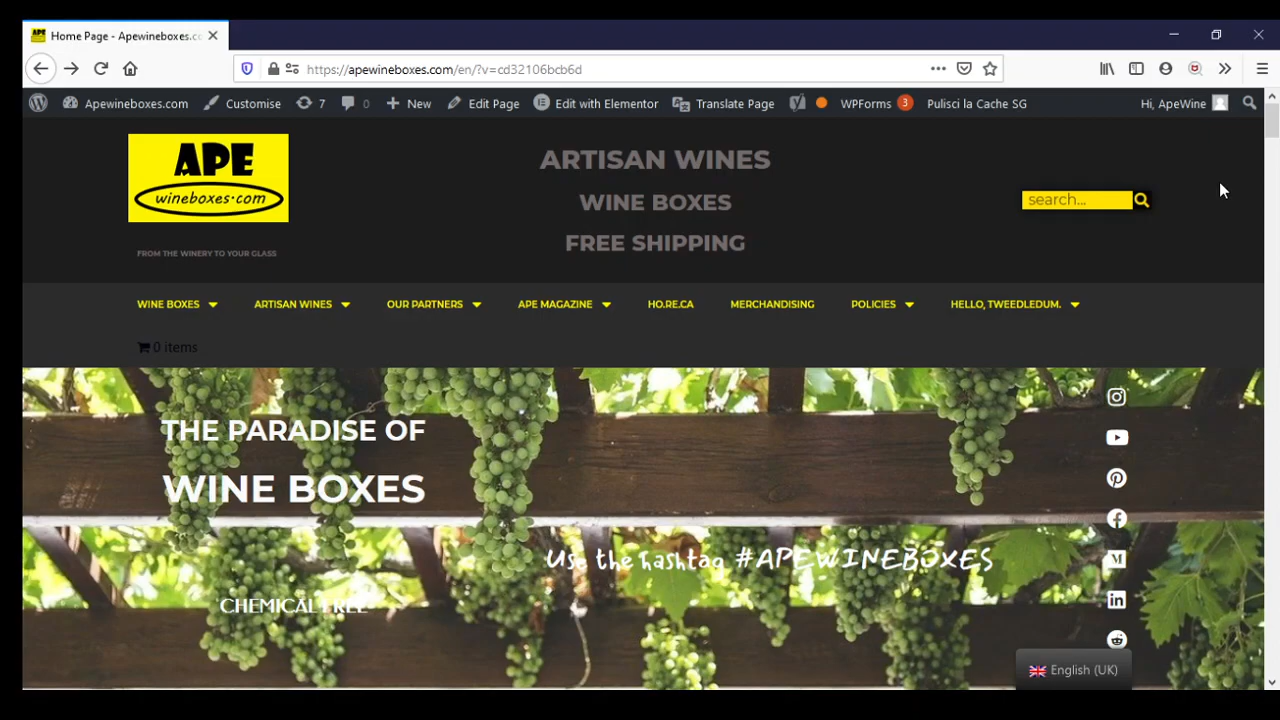 Home Page - Apewineboxes.co
https://apewineboxes.com/en/?v=cd32106bcb6d
Apewineboxes.com Customise 7 0 New Edit Page Edit with Elementor Translate Page WPForms 3 Pulisci la Cache SG Hi, ApeWine
APE
wineboxes.com
FROM THE WINERY TO YOUR GLASS
ARTISAN WINES
WINE BOXES
FREE SHIPPING
search...
WINE BOXES ARTISAN WINES OUR PARTNERS APE MAGAZINE HO.RE.CA MERCHANDISING POLICIES HELLO, TWEEDLEDUM.
0 items
THE PARADISE OF
WINE BOXES
Use the hashtag #APEWINEBOXES
CHEMICAL FREE
English (UK)